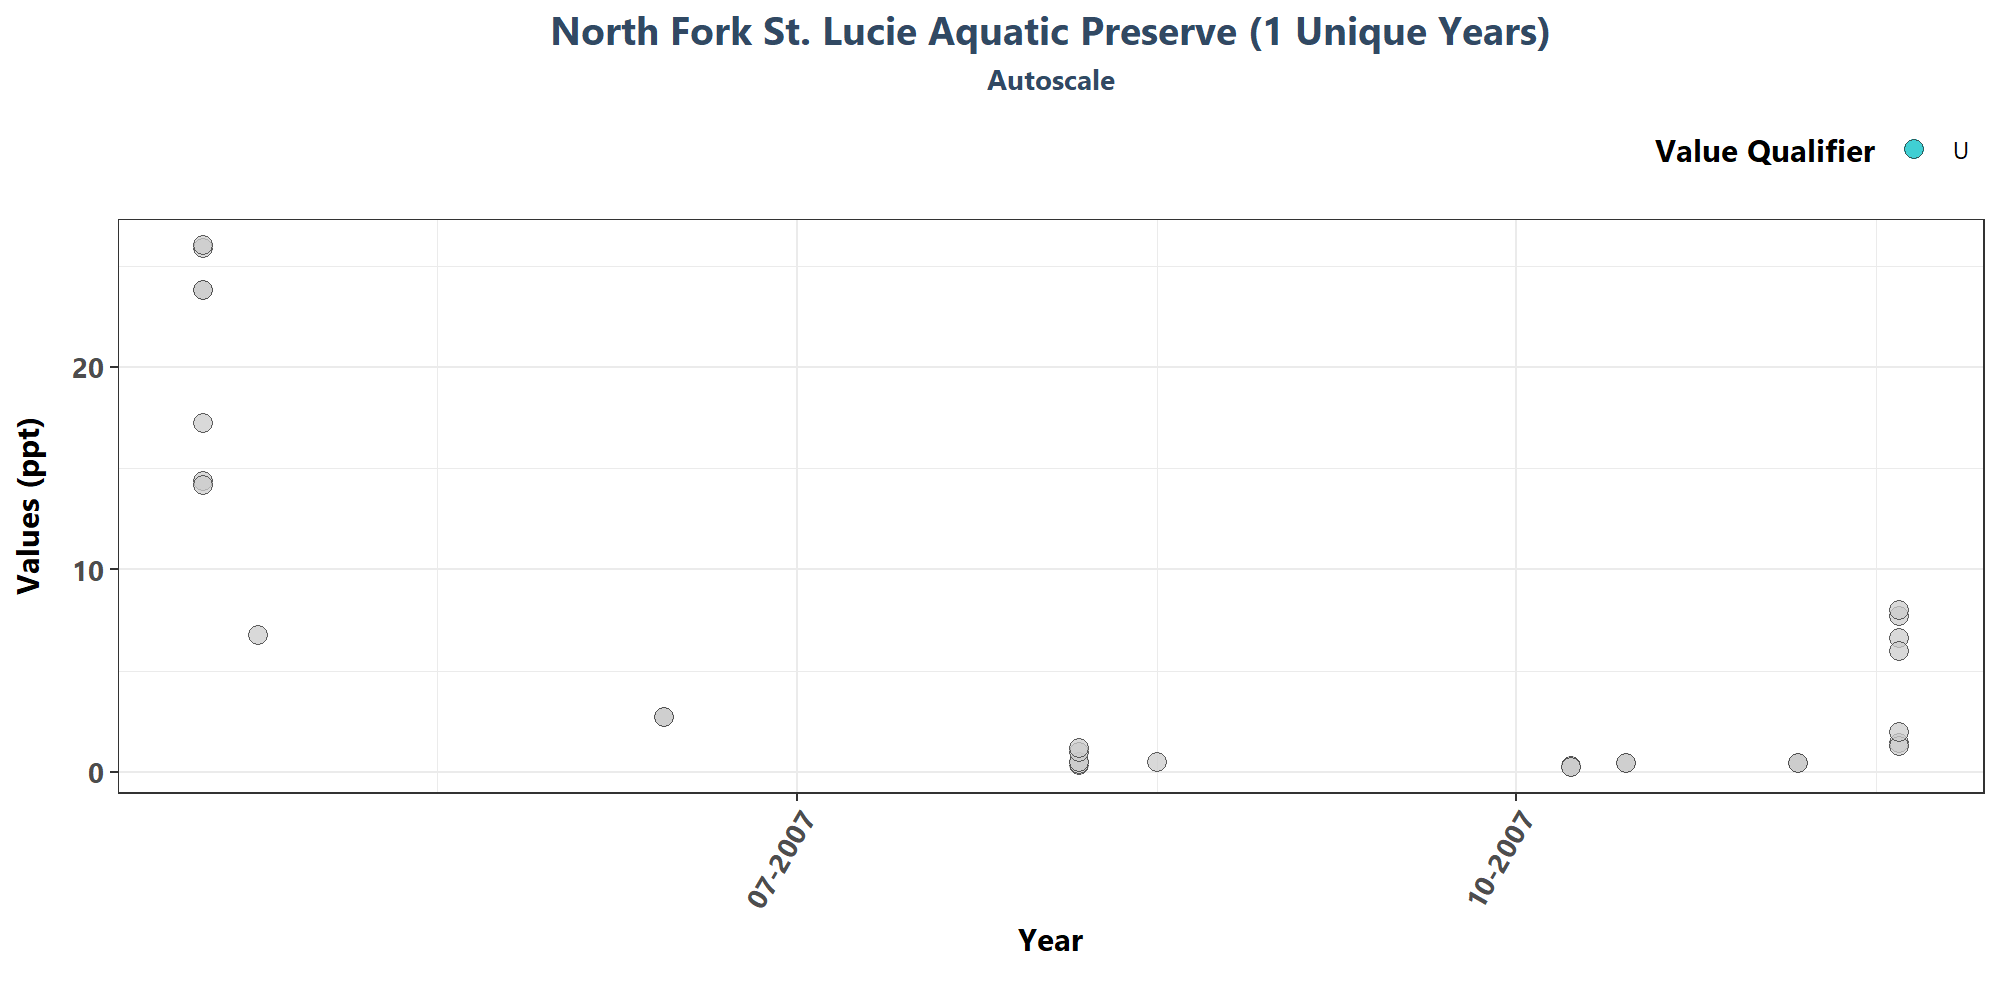 North Fork St. Lucie Aquatic Preserve (1 Unique Years)
Autoscale
Value Qualifier U
Values (ppt)
20
10
0
07-2007
10-2007
Year